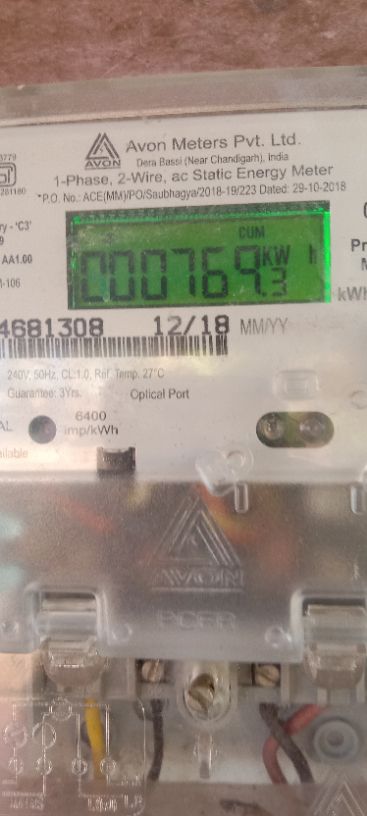 AVON
Avon Meters Pvt. Ltd.
Dera Bassi (Near Chandigarh), India
1-Phase, 2-Wire, ac Static Energy Meter
*P.O. No.: ACE(MM)/PO/Saubhagya/2018-19/223 Dated: 29-10-2018
CUM
000769.3 KW h
kWh
4681308 12/18 MM/YY
240V, 50Hz, CL:1.0, Ref. Temp. 27°C
Guarantee: 3Yrs. Optical Port
6400
imp/kWh
AVON